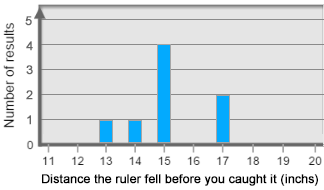 5
4
3
2
1
0
Number of results
11 12 13 14 15 16 17 18 19 20
Distance the ruler fell before you caught it (inchs)